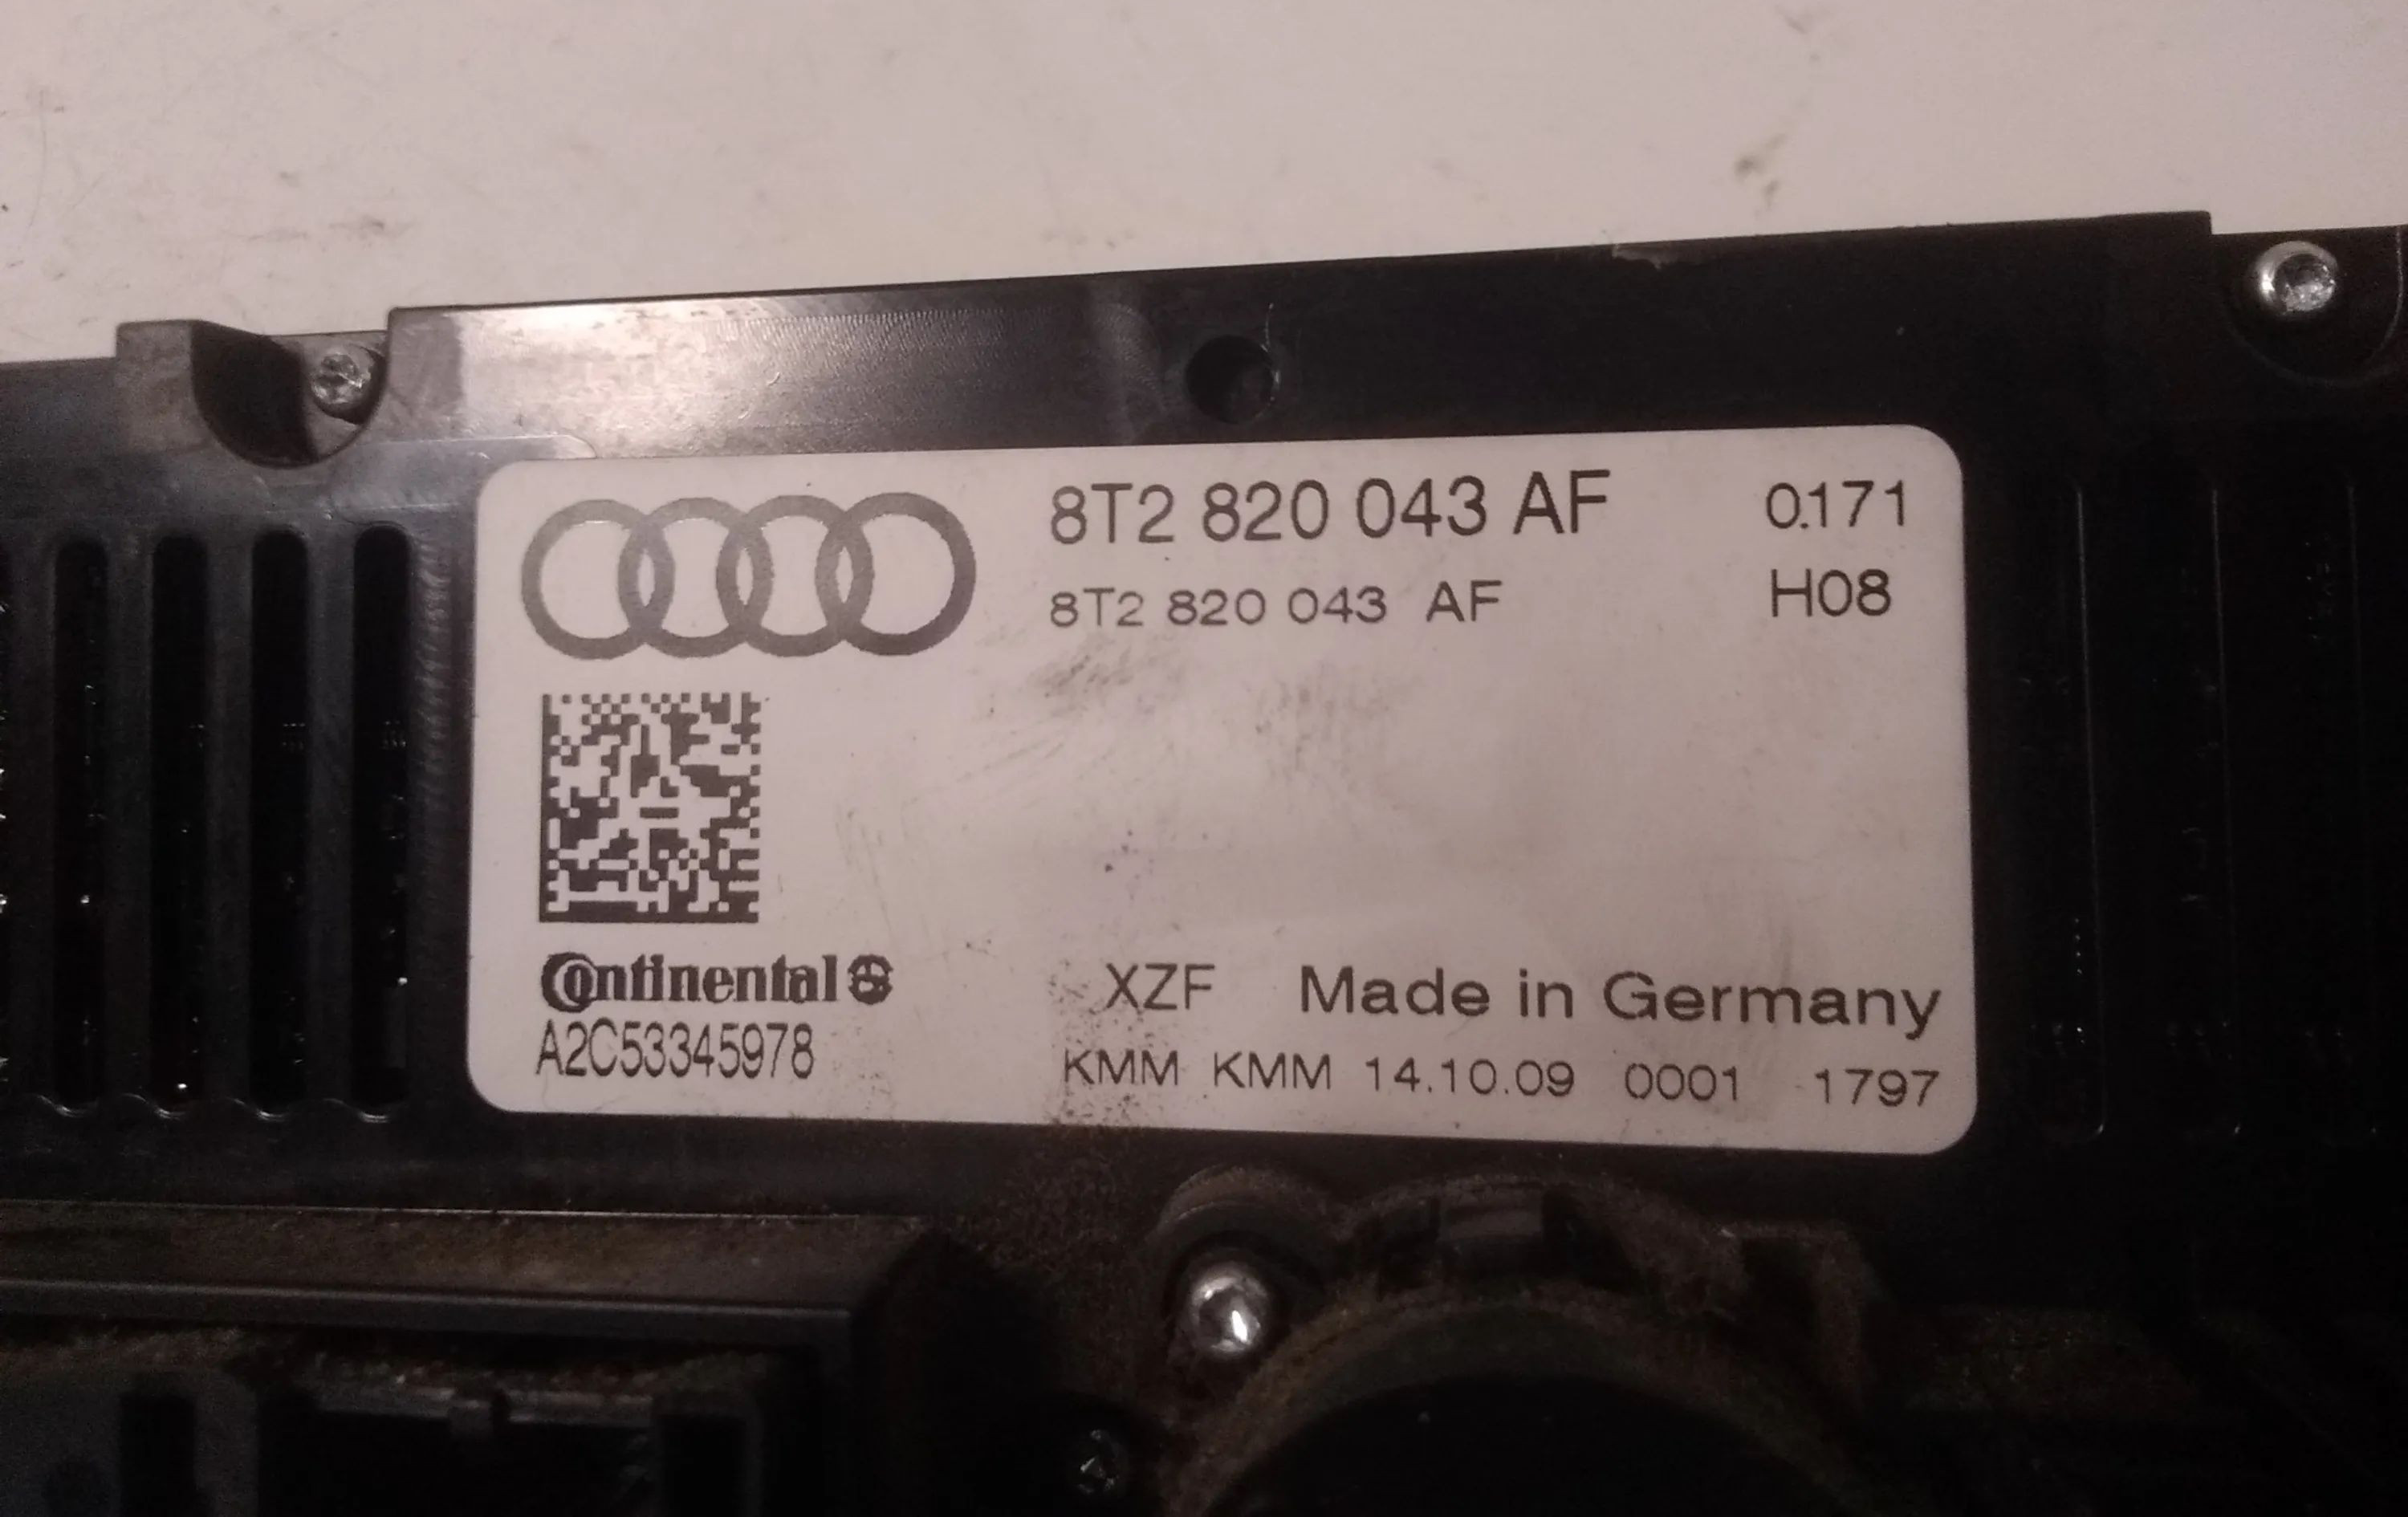 8T2 820 043 AF 0.171
8T2 820 043 AF H08
Continental
A2C53345978
XZF Made in Germany
KMM KMM 14.10.09 0001 1797